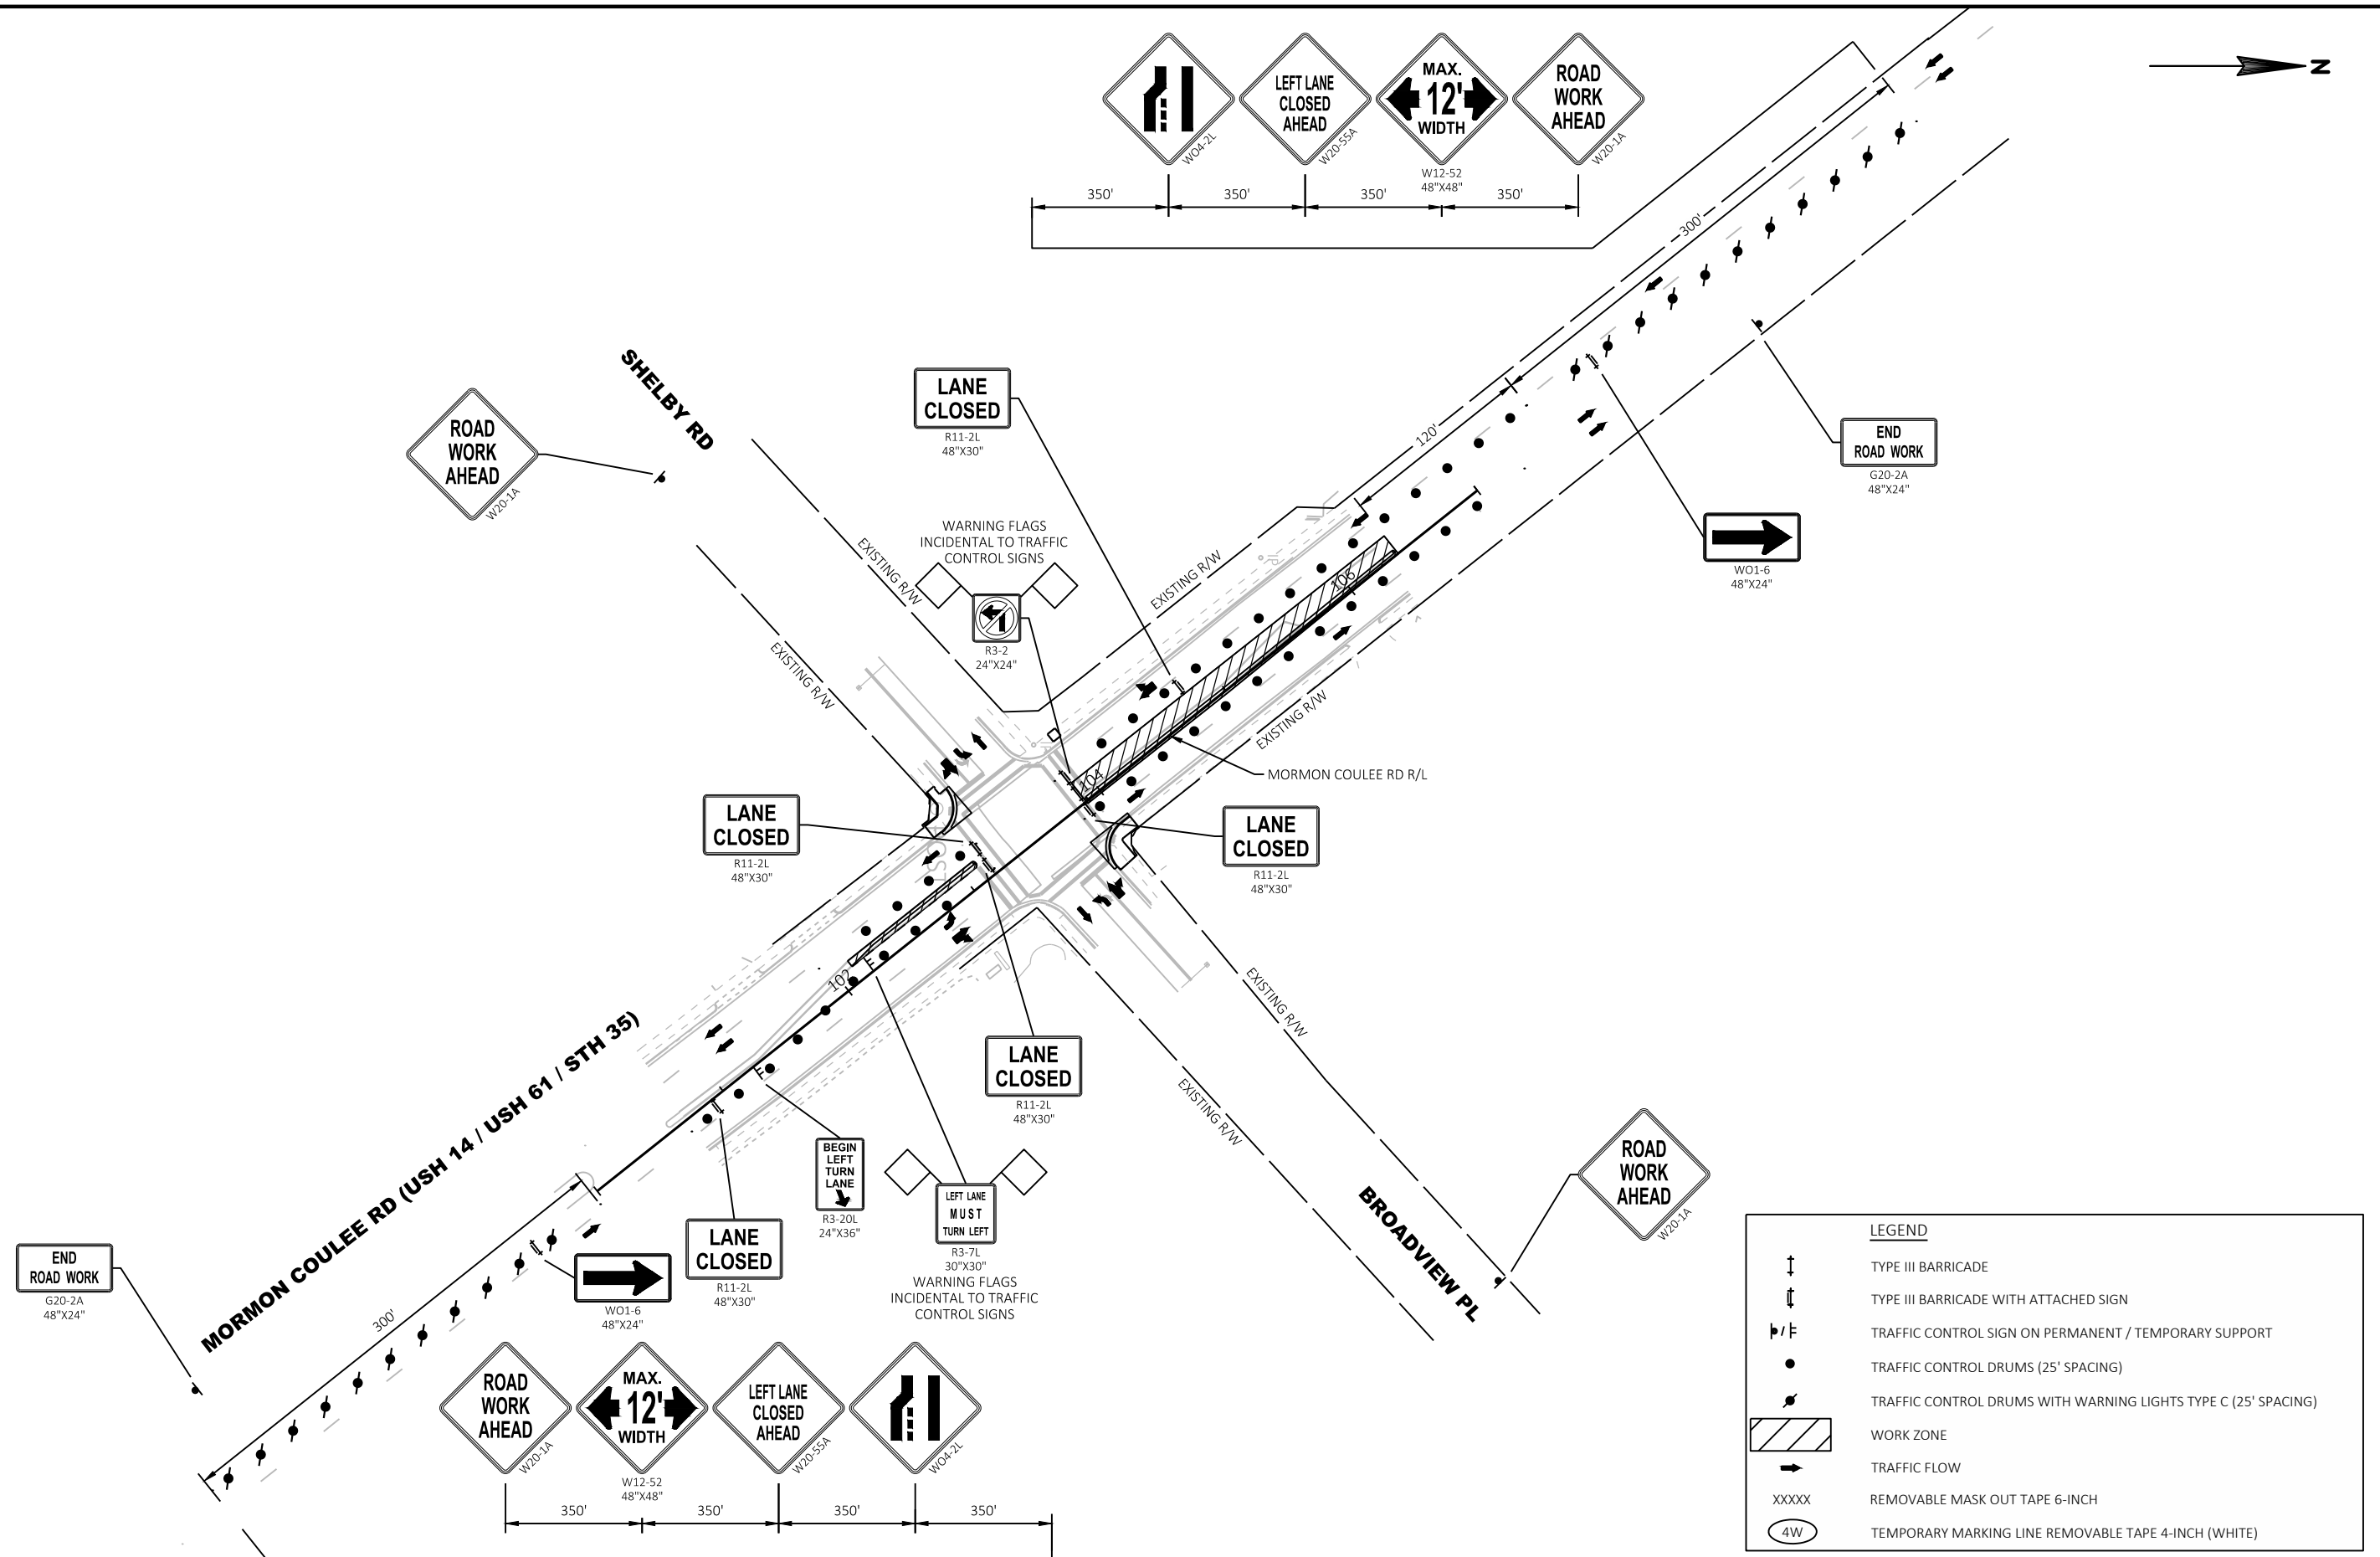 N
WO4-2L
LEFT LANE
CLOSED
AHEAD
W20-55A
MAX.
12'
WIDTH
W12-52
48"X48"
ROAD
WORK
AHEAD
W20-1A
350'
350'
350'
350'
300'
120'
SHELBY RD
ROAD
WORK
AHEAD
W20-1A
LANE
CLOSED
R11-2L
48"X30"
END
ROAD WORK
G20-2A
48"X24"
WO1-6
48"X24"
WARNING FLAGS
INCIDENTAL TO TRAFFIC
CONTROL SIGNS
R3-2
24"X24"
EXISTING R/W
EXISTING R/W
EXISTING R/W
EXISTING R/W
106
104
MORMON COULEE RD R/L
LANE
CLOSED
R11-2L
48"X30"
LANE
CLOSED
R11-2L
48"X30"
102
EXISTING R/W
EXISTING R/W
LANE
CLOSED
R11-2L
48"X30"
MORMON COULEE RD (USH 14 / USH 61 / STH 35)
BEGIN
LEFT
TURN
LANE
R3-20L
24"X36"
LEFT LANE
MUST
TURN LEFT
R3-7L
30"X30"
WARNING FLAGS
INCIDENTAL TO TRAFFIC
CONTROL SIGNS
LANE
CLOSED
R11-2L
48"X30"
WO1-6
48"X24"
300'
END
ROAD WORK
G20-2A
48"X24"
BROADVIEW PL
ROAD
WORK
AHEAD
W20-1A
ROAD
WORK
AHEAD
W20-1A
MAX.
12'
WIDTH
W12-52
48"X48"
LEFT LANE
CLOSED
AHEAD
W20-55A
WO4-2L
350'
350'
350'
350'
LEGEND
TYPE III BARRICADE
TYPE III BARRICADE WITH ATTACHED SIGN
/ TRAFFIC CONTROL SIGN ON PERMANENT / TEMPORARY SUPPORT
TRAFFIC CONTROL DRUMS (25' SPACING)
TRAFFIC CONTROL DRUMS WITH WARNING LIGHTS TYPE C (25' SPACING)
WORK ZONE
TRAFFIC FLOW
XXXXX REMOVABLE MASK OUT TAPE 6-INCH
4W TEMPORARY MARKING LINE REMOVABLE TAPE 4-INCH (WHITE)